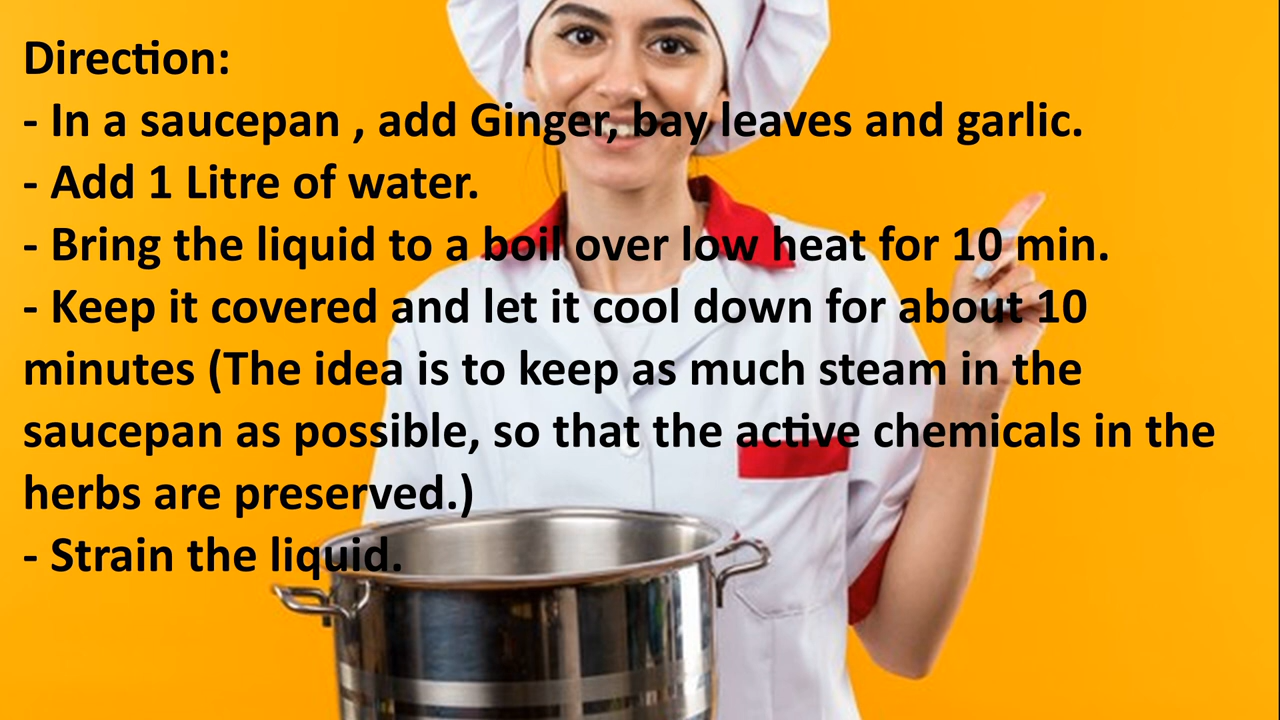 Direction:
- In a saucepan , add Ginger, bay leaves and garlic.
- Add 1 Litre of water.
- Bring the liquid to a boil over low heat for 10 min.
- Keep it covered and let it cool down for about 10
minutes (The idea is to keep as much steam in the
saucepan as possible, so that the active chemicals in the
herbs are preserved.)
- Strain the liquid.